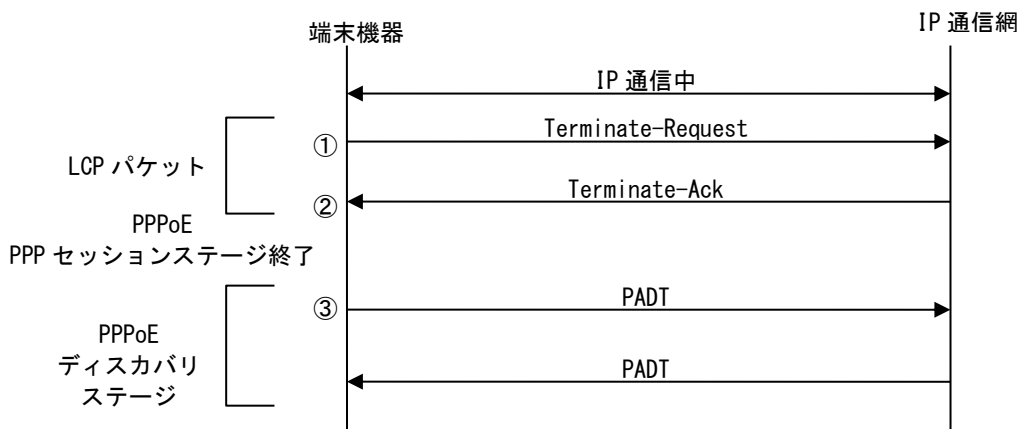 端末機器
IP 通信網
IP 通信中
LCP パケット
①
Terminate-Request
②
Terminate-Ack
PPPoE
PPP セッションステージ終了
③
PADT
PPPoE
ディスカバリ
ステージ
PADT